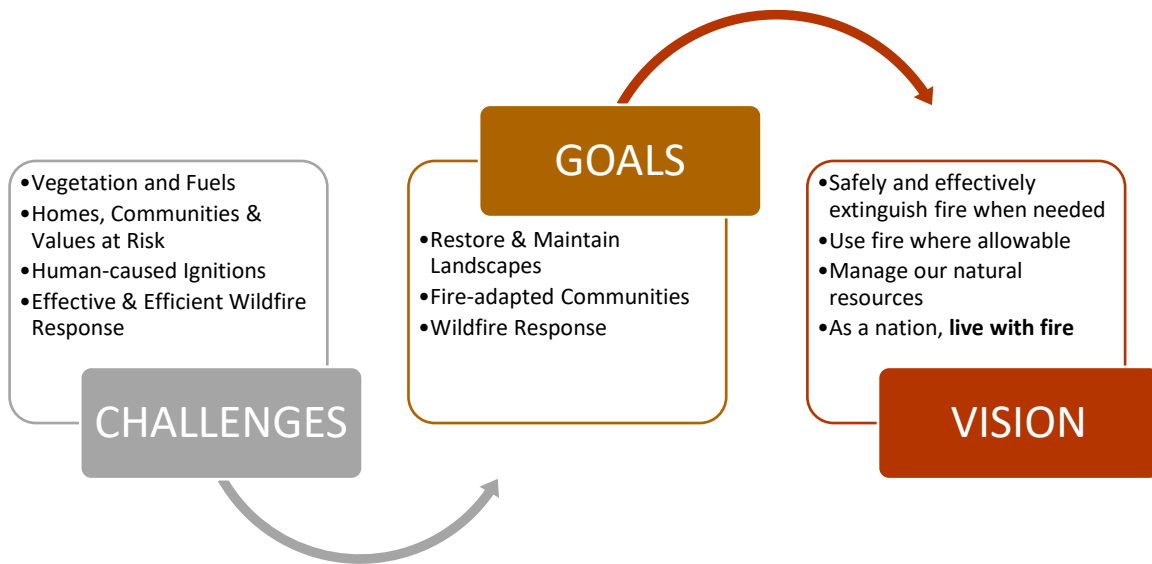 •Vegetation and Fuels
•Homes, Communities &
Values at Risk
•Human-caused Ignitions
•Effective & Efficient Wildfire
Response
CHALLENGES
GOALS
•Restore & Maintain
Landscapes
•Fire-adapted Communities
•Wildfire Response
•Safely and effectively
extinguish fire when needed
•Use fire where allowable
•Manage our natural
resources
•As a nation, live with fire
VISION